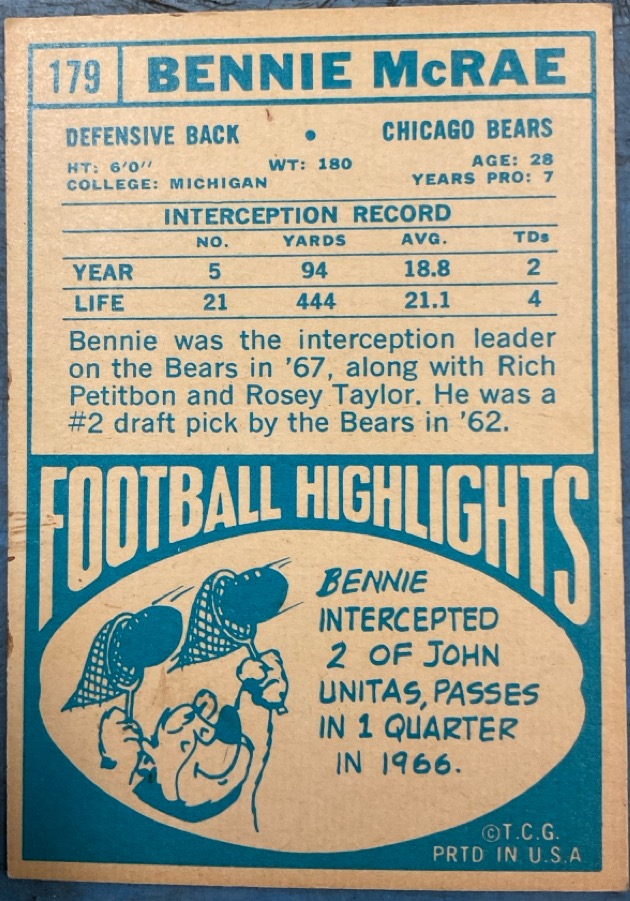 179 BENNIE McRAE
DEFENSIVE BACK • CHICAGO BEARS
HT: 6'0" WT: 180 AGE: 28
COLLEGE: MICHIGAN YEARS PRO: 7
INTERCEPTION RECORD
NO. YARDS AVG. TDs
YEAR 5 94 18.8 2
LIFE 21 444 21.1 4
Bennie was the interception leader
on the Bears in '67, along with Rich
Petitbon and Rosey Taylor. He was a
#2 draft pick by the Bears in '62.
FOOTBALL HIGHLIGHTS
BENNIE
INTERCEPTED
2 OF JOHN
UNITAS, PASSES
IN 1 QUARTER
IN 1966.
©T.C.G.
PRTD IN U.S.A